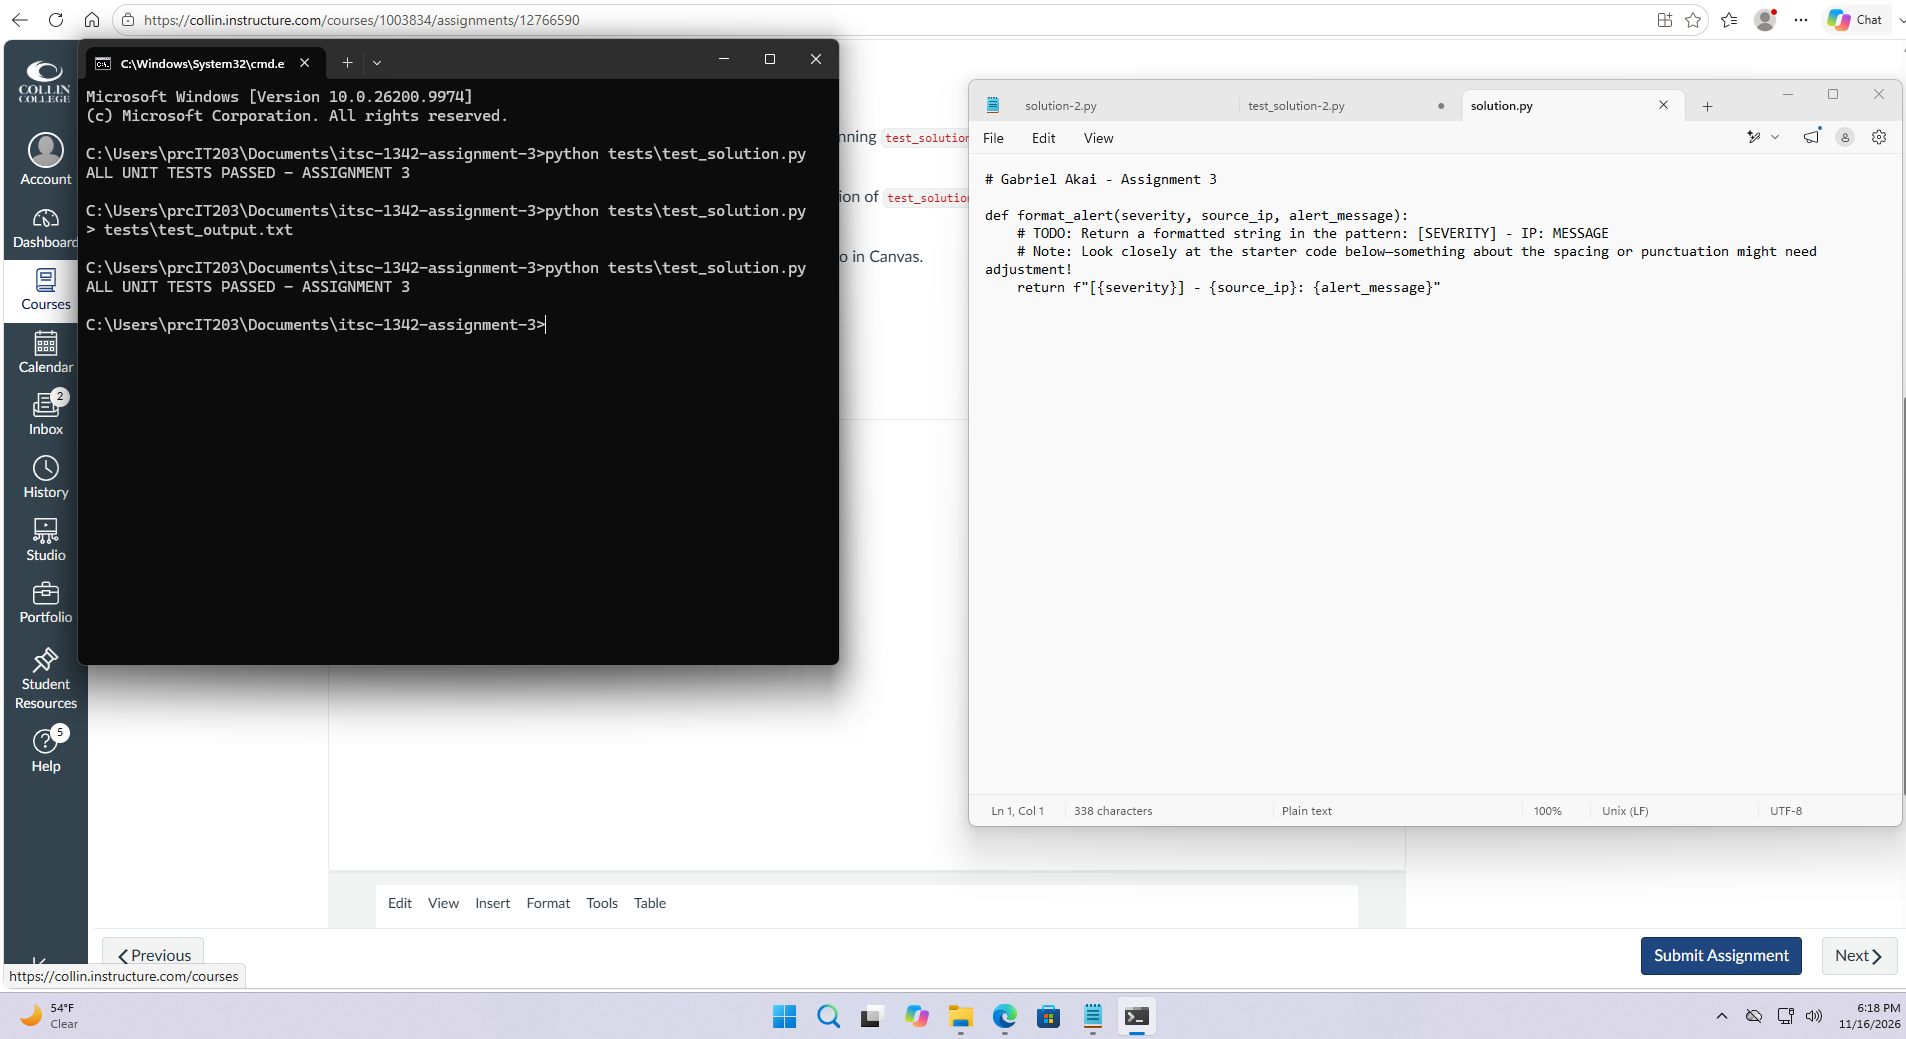 https://collin.instructure.com/courses/1003834/assignments/12766590
Chat
COLLIN
COLLEGE
Account
Dashboard
Courses
Calendar
2
Inbox
History
Studio
Portfolio
Student
Resources
5
Help
C:\Windows\System32\cmd.e
Microsoft Windows [Version 10.0.26200.9974]
(c) Microsoft Corporation. All rights reserved.
C:\Users\prcIT203\Documents\itsc-1342-assignment-3>python tests\test_solution.py
ALL UNIT TESTS PASSED - ASSIGNMENT 3
C:\Users\prcIT203\Documents\itsc-1342-assignment-3>python tests\test_solution.py
> tests\test_output.txt
C:\Users\prcIT203\Documents\itsc-1342-assignment-3>python tests\test_solution.py
ALL UNIT TESTS PASSED - ASSIGNMENT 3
C:\Users\prcIT203\Documents\itsc-1342-assignment-3>
nning test_solution
ion of test_solution
o in Canvas.
solution-2.py
test_solution-2.py
solution.py
File Edit View
# Gabriel Akai - Assignment 3
def format_alert(severity, source_ip, alert_message):
# TODO: Return a formatted string in the pattern: [SEVERITY] - IP: MESSAGE
# Note: Look closely at the starter code below—something about the spacing or punctuation might need
adjustment!
return f"[{severity}] - {source_ip}: {alert_message}"
Ln 1, Col 1 338 characters Plain text 100% Unix (LF) UTF-8
Edit View Insert Format Tools Table
Previous
Submit Assignment
Next
https://collin.instructure.com/courses
54°F
Clear
6:18 PM
11/16/2026